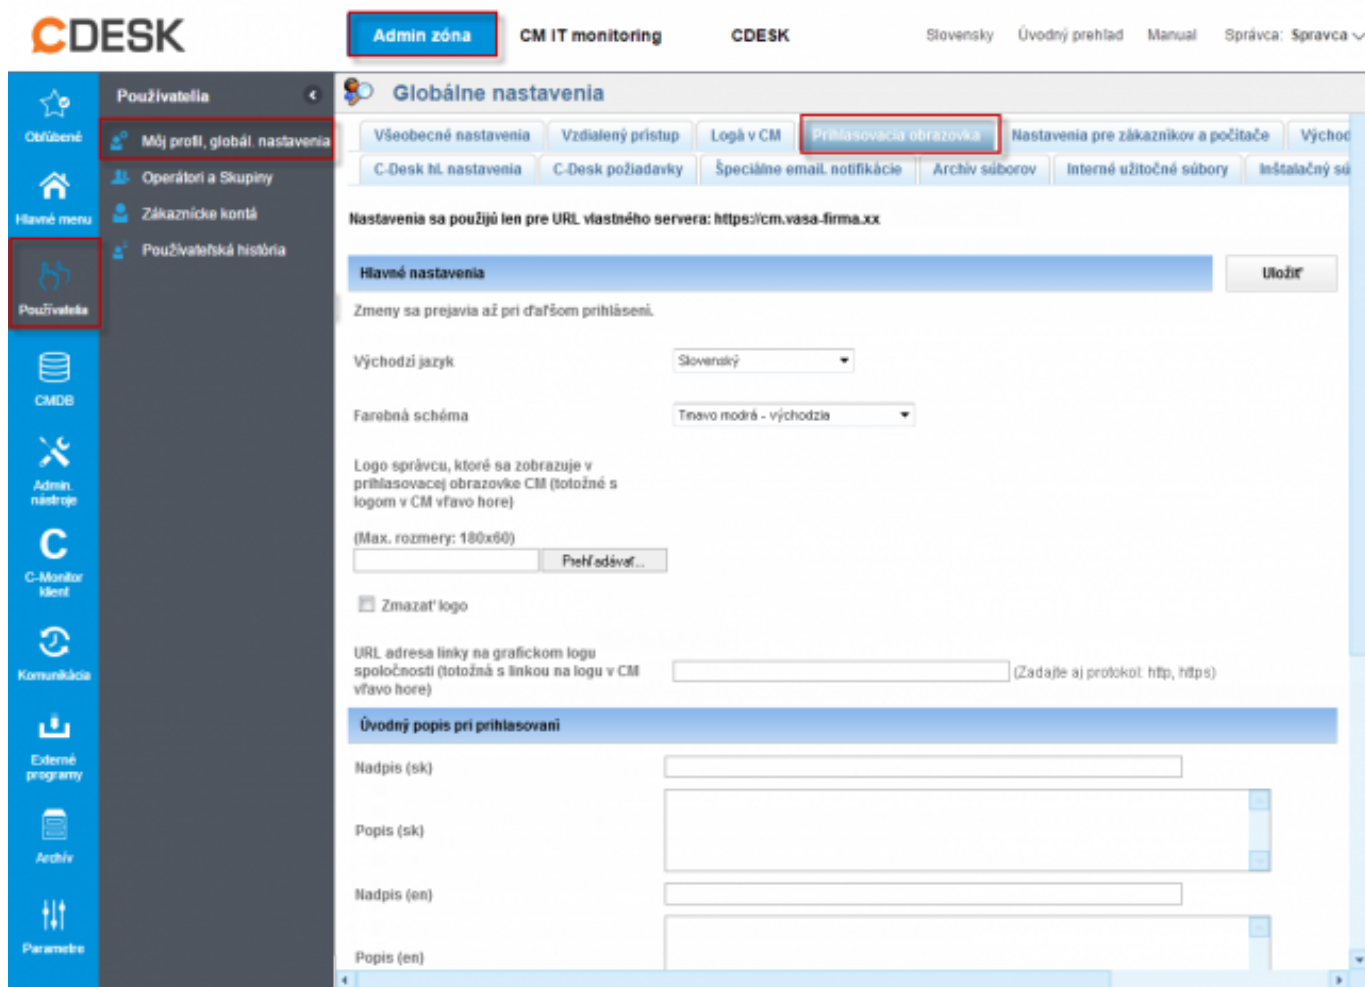 CDESK
Admin zóna
CM IT monitoring
CDESK
Slovensky
Úvodný prehľad
Manual
Správca: Spravca
Obľúbené
Hlavné menu
Používatelia
CMDB
Admin.
nástroje
C
C-Monitor
klient
Komunikácia
Externé
programy
Archív
Parametre
Používatelia
Môj profil, globál. nastavenia
Operátori a Skupiny
Zákaznícke kontá
Používateľská história
Globálne nastavenia
Všeobecné nastavenia
Vzdialený prístup
Logá v CM
Prihlasovacia obrazovka
Nastavenia pre zákazníkov a počítače
Východ
C-Desk hl. nastavenia
C-Desk požiadavky
Špeciálne email. notifikácie
Archív súborov
Interné užitočné súbory
Inštalačný sú
Nastavenia sa použijú len pre URL vlastného servera: https://cm.vasa-firma.xx
Hlavné nastavenia
Uložiť
Zmeny sa prejavia až pri ďaľšom prihlásení.
Východzí jazyk
Slovenský
Farebná schéma
Tmavo modrá - východzia
Logo správcu, ktoré sa zobrazuje v
prihlasovacej obrazovke CM (totožné s
logom v CM vľavo hore)
(Max. rozmery: 180x60)
Prehľadávať...
Zmazať logo
URL adresa linky na grafickom logu
spoločnosti (totožná s linkou na logu v CM
vľavo hore)
(Zadajte aj protokol: http, https)
Úvodný popis pri prihlasovaní
Nadpis (sk)
Popis (sk)
Nadpis (en)
Popis (en)